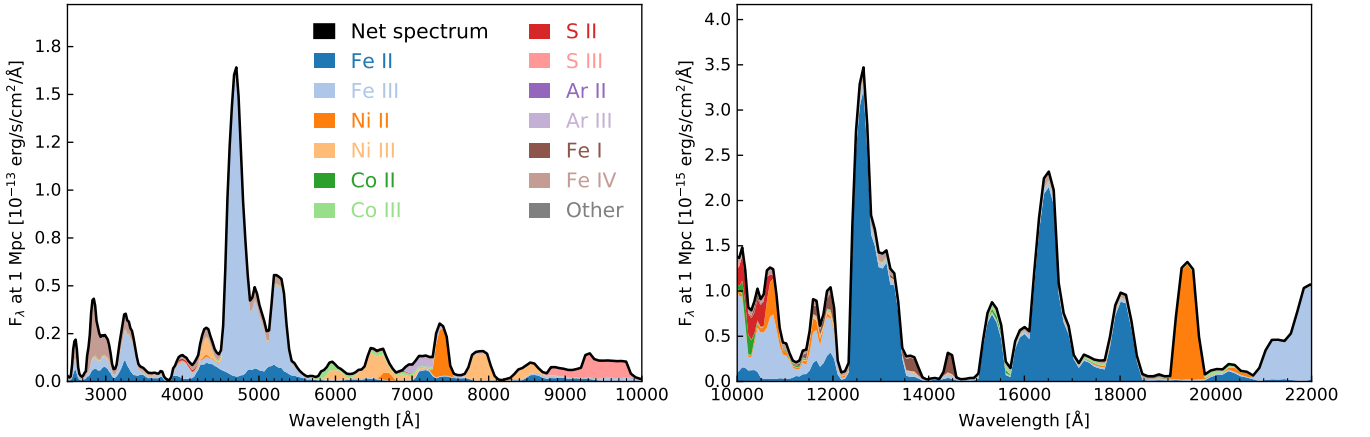 F_λ at 1 Mpc [10⁻¹³ erg/s/cm²/Å]
1.8
1.5
1.2
1.0
0.8
0.5
0.2
0.0
Net spectrum
Fe II
Fe III
Ni II
Ni III
Co II
Co III
S II
S III
Ar II
Ar III
Fe I
Fe IV
Other
3000 4000 5000 6000 7000 8000 9000 10000
Wavelength [Å]
F_λ at 1 Mpc [10⁻¹⁵ erg/s/cm²/Å]
4.0
3.5
3.0
2.5
2.0
1.5
1.0
0.5
0.0
10000 12000 14000 16000 18000 20000 22000
Wavelength [Å]